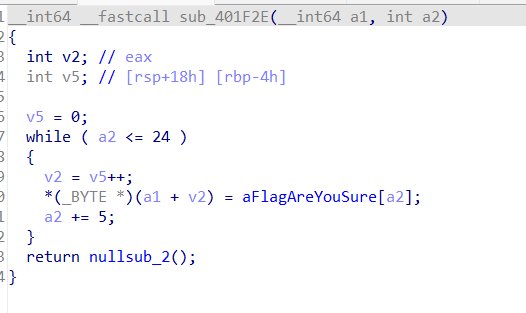 1 __int64 __fastcall sub_401F2E(__int64 a1, int a2)
2 {
3 int v2; // eax
4 int v5; // [rsp+18h] [rbp-4h]
5
6 v5 = 0;
7 while ( a2 <= 24 )
8 {
9 v2 = v5++;
0 *(_BYTE *)(a1 + v2) = aFlagAreYouSure[a2];
1 a2 += 5;
2 }
3 return nullsub_2();
4 }